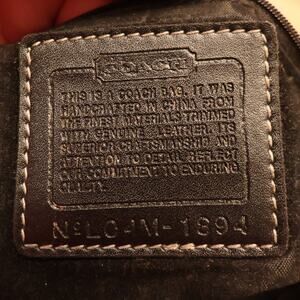 COACH
THIS IS A COACH BAG. IT WAS
HANDCRAFTED IN CHINA FROM
THE FINEST MATERIALS TRIMMED
WITH GENUINE LEATHER. ITS
SUPERIOR CRAFTSMANSHIP AND
ATTENTION TO DETAIL REFLECT
OUR COMMITMENT TO ENDURING
QUALITY.
Nº LO4M-1894